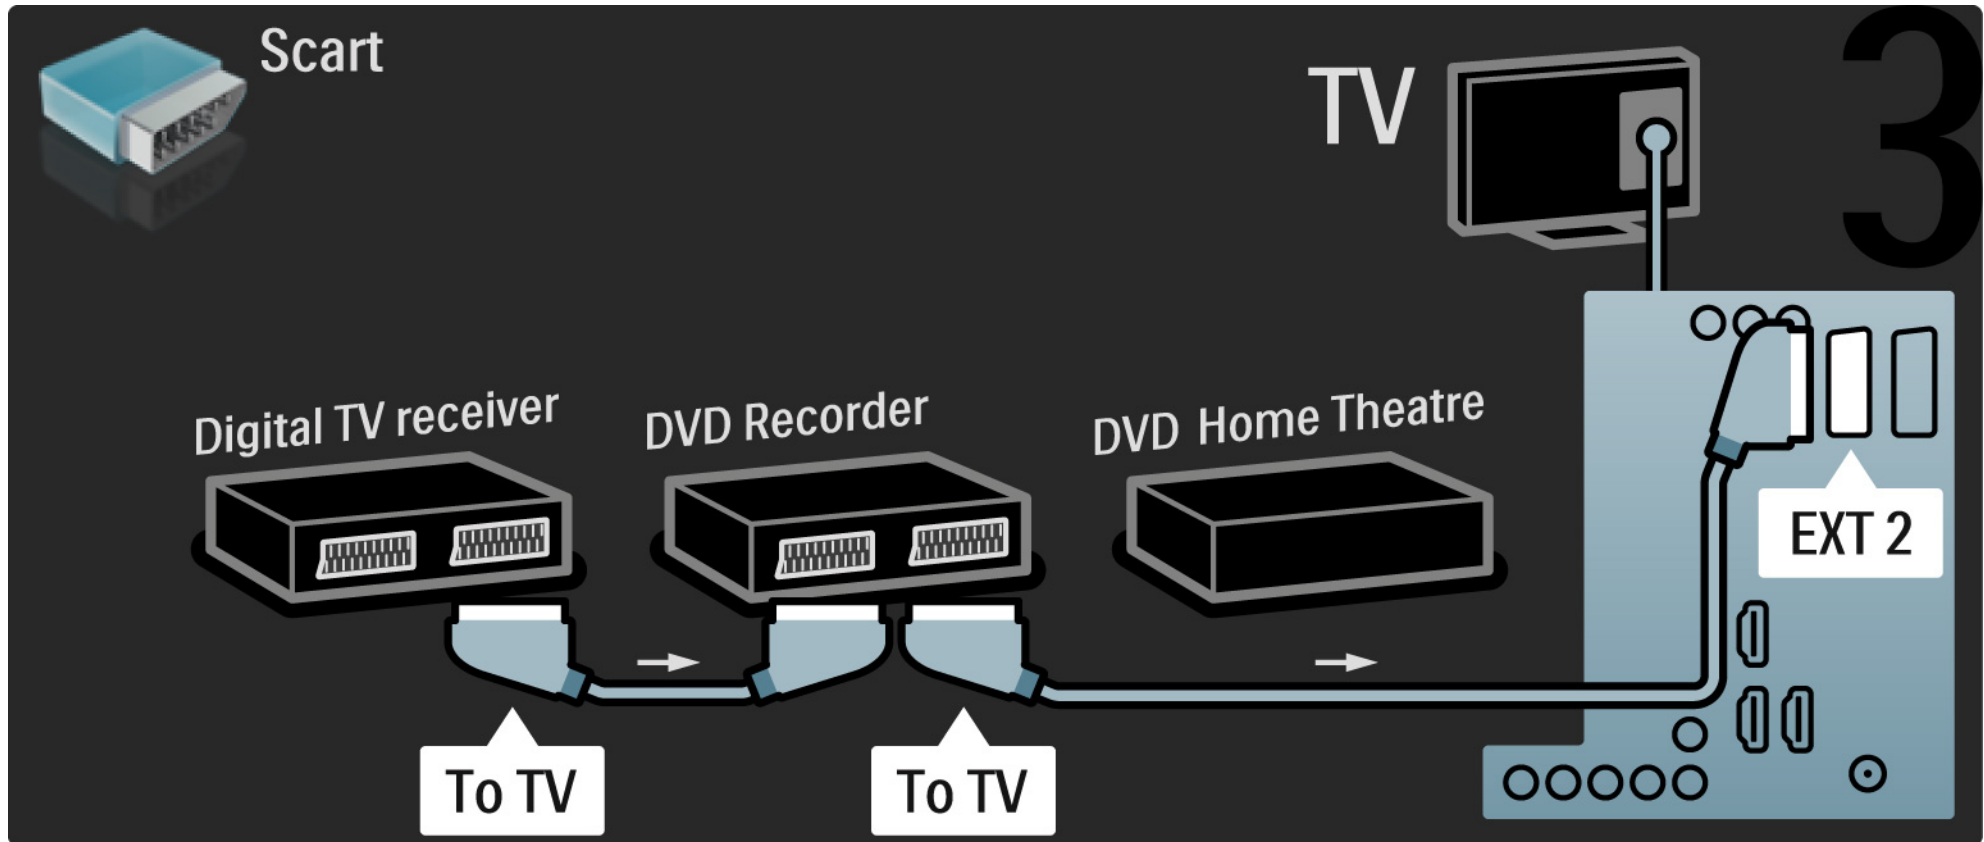 Scart
TV
3
Digital TV receiver
DVD Recorder
DVD Home Theatre
EXT 2
To TV
To TV